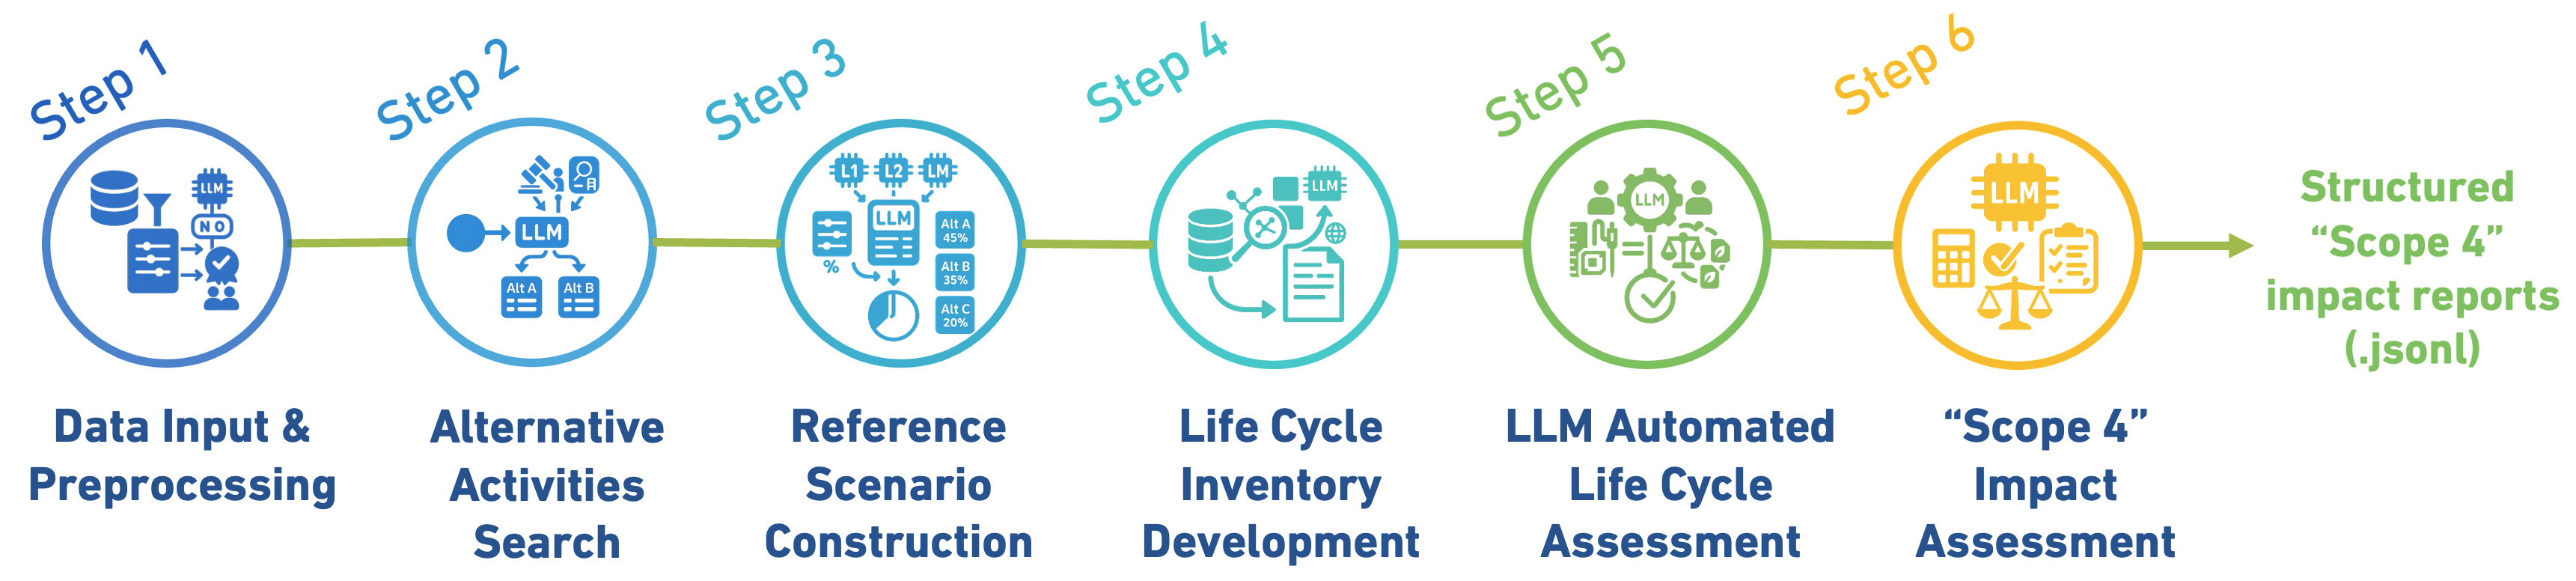 Step 1
Step 2
Step 3
Step 4
Step 5
Step 6
LLM
NO
LLM
Alt A
Alt B
L1
L2
LM
LLM
%
Alt A
45%
Alt B
35%
Alt C
20%
LLM
LLM
LLM
Data Input &
Preprocessing
Alternative
Activities
Search
Reference
Scenario
Construction
Life Cycle
Inventory
Development
LLM Automated
Life Cycle
Assessment
“Scope 4”
Impact
Assessment
Structured
“Scope 4”
impact reports
(.jsonl)